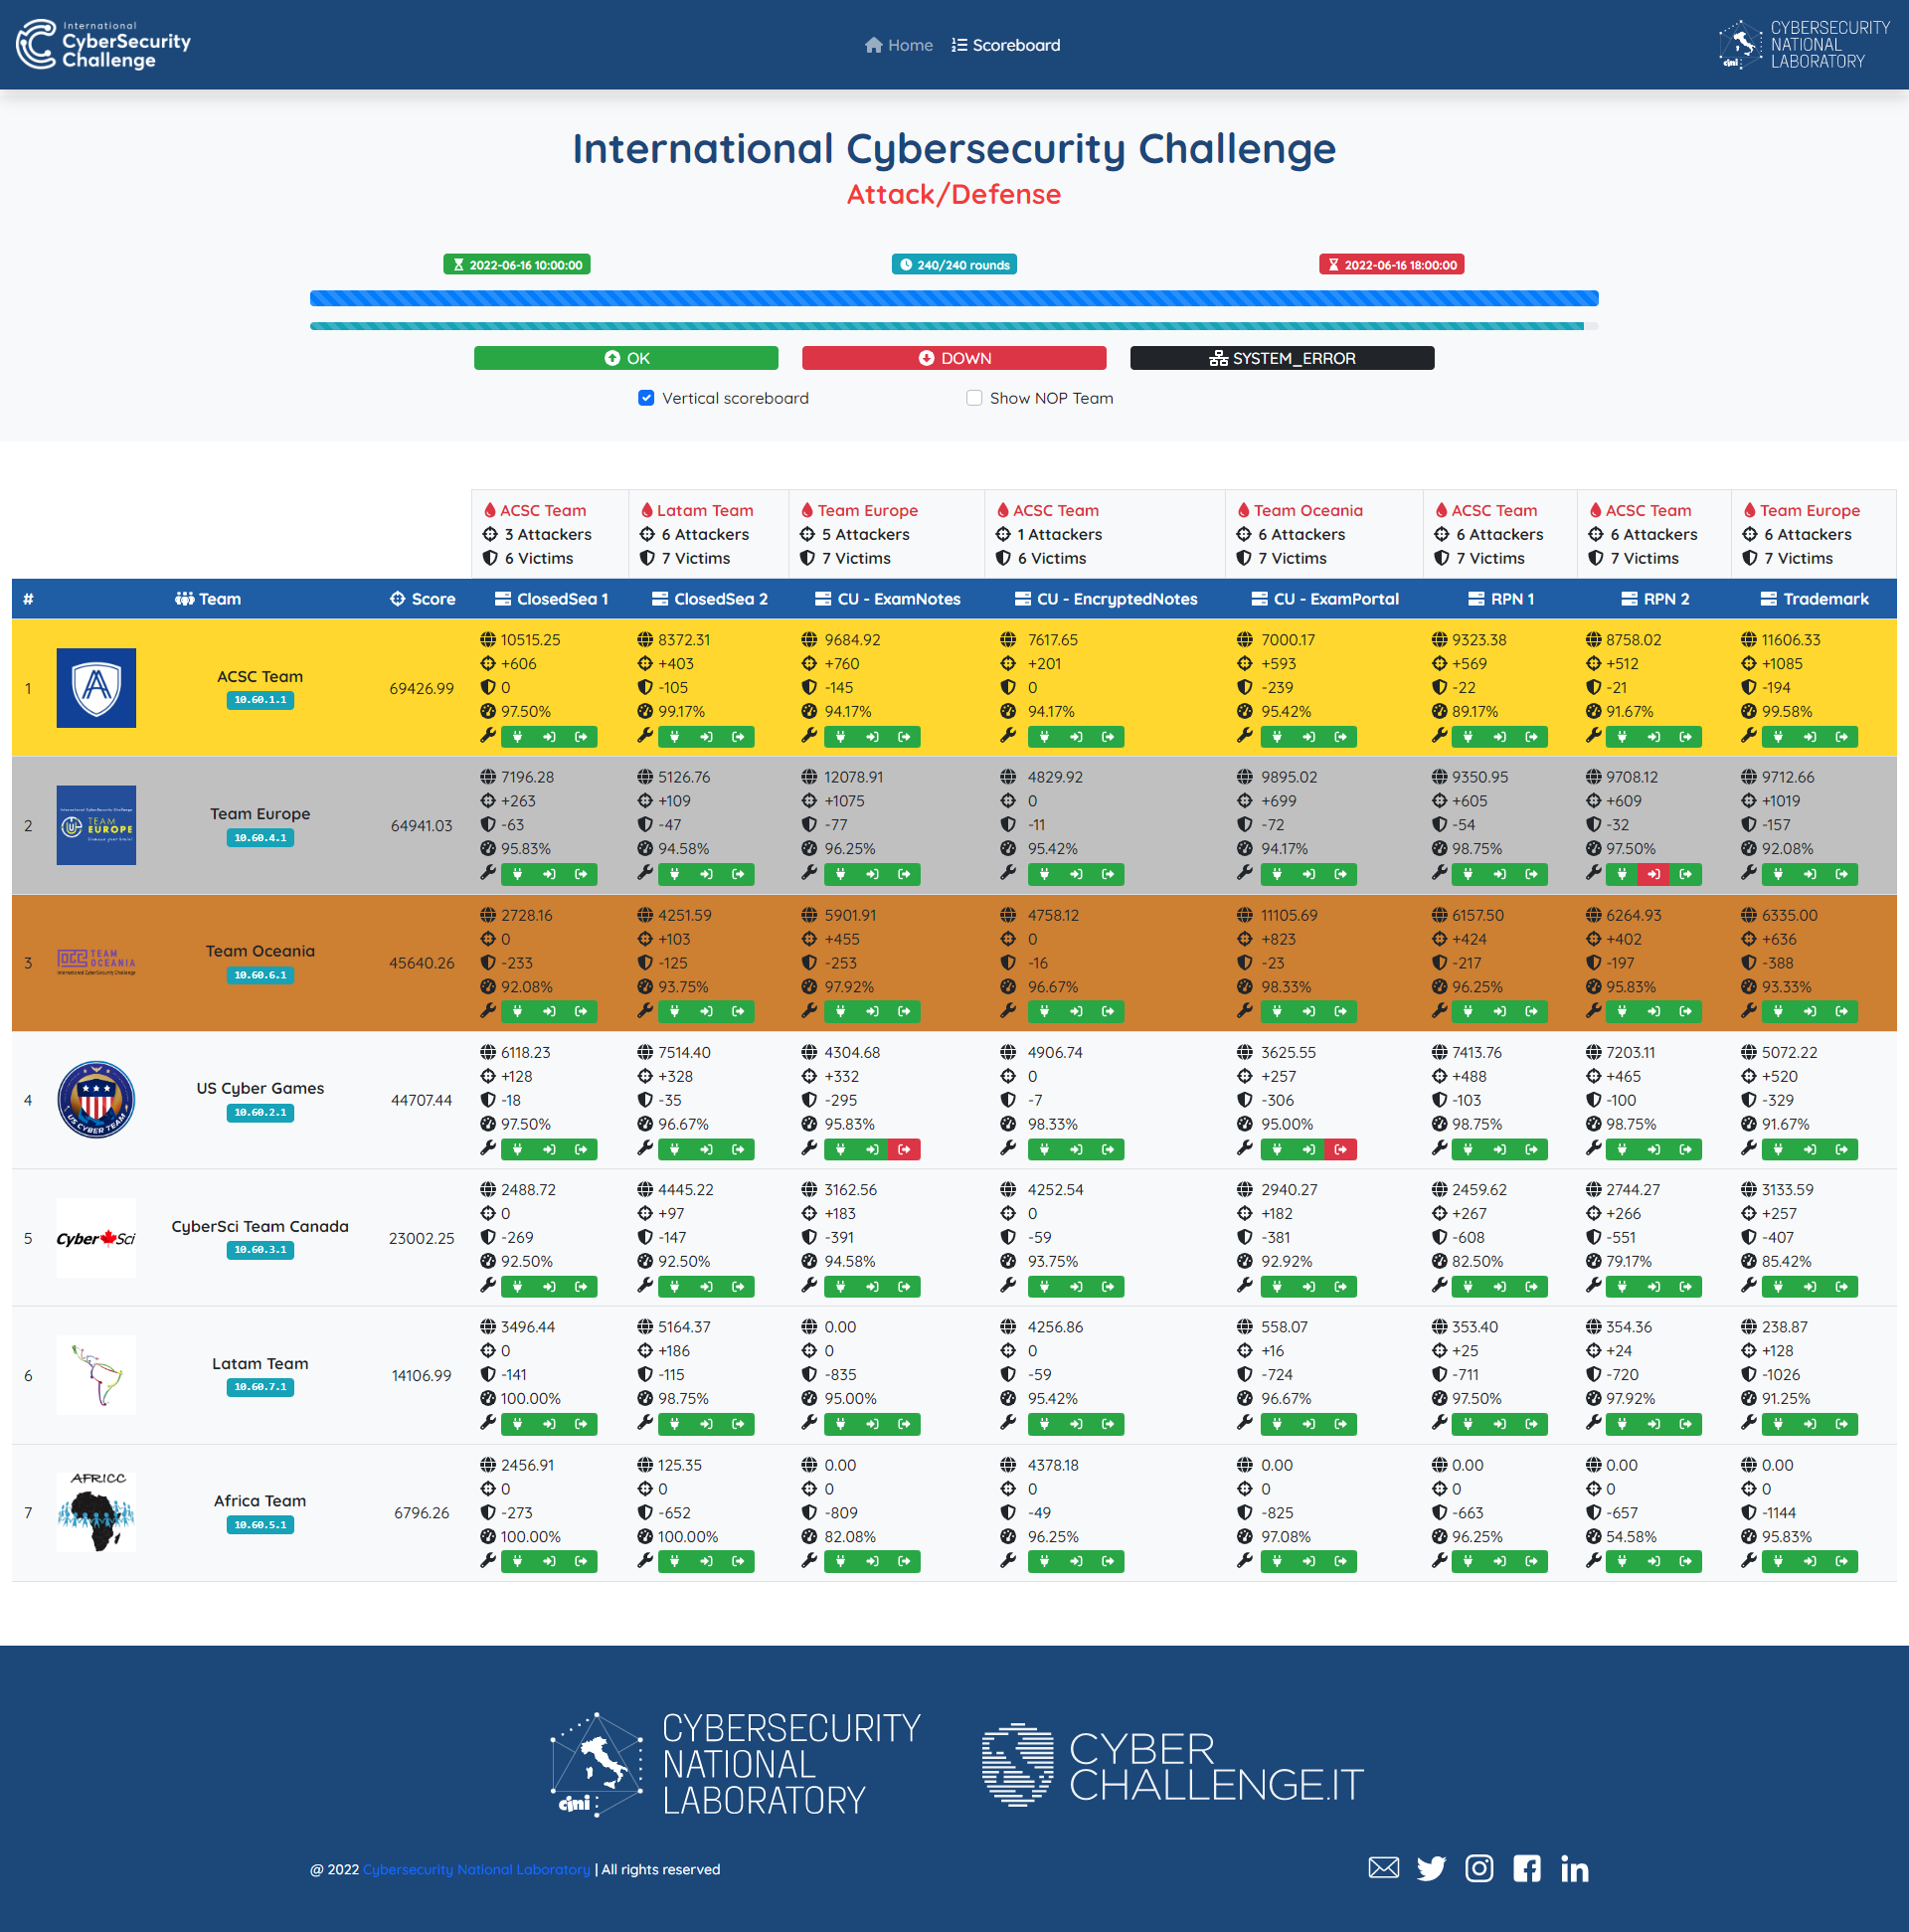 International
CyberSecurity
Challenge
Home
Scoreboard
CYBERSECURITY
NATIONAL
LABORATORY
cini
International Cybersecurity Challenge
Attack/Defense
2022-06-16 10:00:00
240/240 rounds
2022-06-16 18:00:00
OK
DOWN
SYSTEM_ERROR
Vertical scoreboard
Show NOP Team
ACSC Team Latam Team Team Europe ACSC Team Team Oceania ACSC Team ACSC Team Team Europe
3 Attackers 6 Attackers 5 Attackers 1 Attackers 6 Attackers 6 Attackers 6 Attackers 6 Attackers
6 Victims 7 Victims 7 Victims 6 Victims 7 Victims 7 Victims 7 Victims 7 Victims
# Team Score ClosedSea 1 ClosedSea 2 CU - ExamNotes CU - EncryptedNotes CU - ExamPortal RPN 1 RPN 2 Trademark
1 ACSC Team 10.60.1.1 69426.99
10515.25 8372.31 9684.92 7617.65 7000.17 9323.38 8758.02 11606.33
+606 +403 +760 +201 +593 +569 +512 +1085
0 -105 -145 0 -239 -22 -21 -194
97.50% 99.17% 94.17% 94.17% 95.42% 89.17% 91.67% 99.58%
2 International CyberSecurity Challenge TEAM EUROPE Team Europe 10.60.4.1 64941.03
7196.28 5126.76 12078.91 4829.92 9895.02 9350.95 9708.12 9712.66
+263 +109 +1075 0 +699 +605 +609 +1019
-63 -47 -77 -11 -72 -54 -32 -157
95.83% 94.58% 96.25% 95.42% 94.17% 98.75% 97.50% 92.08%
3 TEAM OCEANIA International CyberSecurity Challenge Team Oceania 10.60.6.1 45640.26
2728.16 4251.59 5901.91 4758.12 11105.69 6157.50 6264.93 6335.00
0 +103 +455 0 +823 +424 +402 +636
-233 -125 -253 -16 -23 -217 -197 -388
92.08% 93.75% 97.92% 96.67% 98.33% 96.25% 95.83% 93.33%
4 US CYBER TEAM US Cyber Games 10.60.2.1 44707.44
6118.23 7514.40 4304.68 4906.74 3625.55 7413.76 7203.11 5072.22
+128 +328 +332 0 +257 +488 +465 +520
-18 -35 -295 -7 -306 -103 -100 -329
97.50% 96.67% 95.83% 98.33% 95.00% 98.75% 98.75% 91.67%
5 CyberSci CyberSci Team Canada 10.60.3.1 23002.25
2488.72 4445.22 3162.56 4252.54 2940.27 2459.62 2744.27 3133.59
0 +97 +183 0 +182 +267 +266 +257
-269 -147 -391 -59 -381 -608 -551 -407
92.50% 92.50% 94.58% 93.75% 92.92% 82.50% 79.17% 85.42%
6 Latam Team 10.60.7.1 14106.99
3496.44 5164.37 0.00 4256.86 558.07 353.40 354.36 238.87
0 +186 0 0 +16 +25 +24 +128
-141 -115 -835 -59 -724 -711 -720 -1026
100.00% 98.75% 95.00% 95.42% 96.67% 97.50% 97.92% 91.25%
7 AFRICC Africa Team 10.60.5.1 6796.26
2456.91 125.35 0.00 4378.18 0.00 0.00 0.00 0.00
0 0 0 0 0 0 0 0
-273 -652 -809 -49 -825 -663 -657 -1144
100.00% 100.00% 82.08% 96.25% 97.08% 96.25% 54.58% 95.83%
CYBERSECURITY
NATIONAL
LABORATORY
cini
CYBER
CHALLENGE.IT
@ 2022 Cybersecurity National Laboratory | All rights reserved